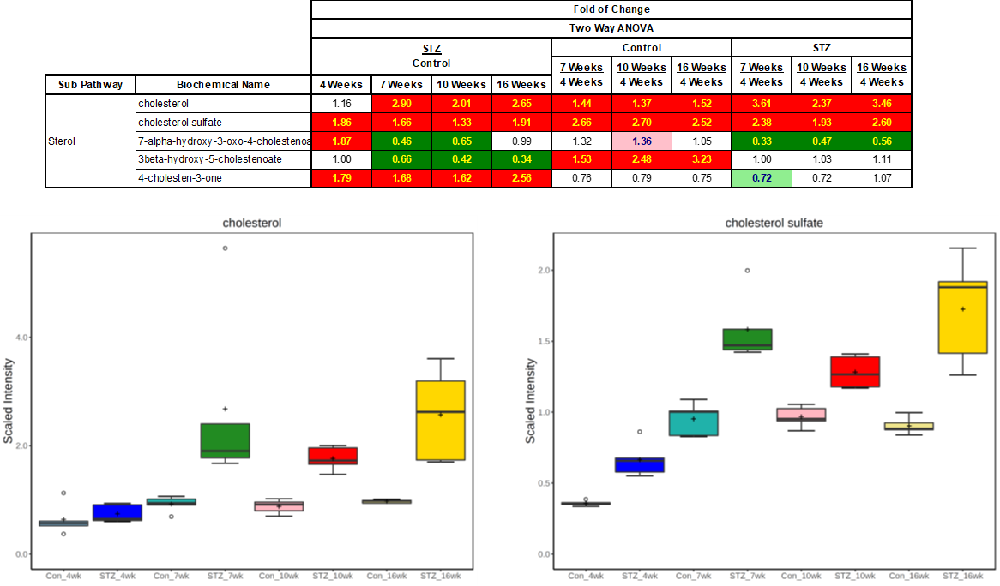 Fold of Change
Two Way ANOVA
STZ
Control
Control
STZ
7 Weeks 10 Weeks 16 Weeks 7 Weeks 10 Weeks 16 Weeks
4 Weeks 4 Weeks 4 Weeks 4 Weeks 4 Weeks 4 Weeks
Sub Pathway Biochemical Name 4 Weeks 7 Weeks 10 Weeks 16 Weeks
Sterol
cholesterol 1.16 2.90 2.01 2.65 1.44 1.37 1.52 3.61 2.37 3.46
cholesterol sulfate 1.86 1.66 1.33 1.91 2.66 2.70 2.52 2.38 1.93 2.60
7-alpha-hydroxy-3-oxo-4-cholestenoa 1.87 0.46 0.65 0.99 1.32 1.36 1.05 0.33 0.47 0.56
3beta-hydroxy-5-cholestenoate 1.00 0.66 0.42 0.34 1.53 2.48 3.23 1.00 1.03 1.11
4-cholesten-3-one 1.79 1.68 1.62 2.56 0.76 0.79 0.75 0.72 0.72 1.07
cholesterol
Scaled Intensity
4.0
2.0
0.0
Con_4wk STZ_4wk Con_7wk STZ_7wk Con_10wk STZ_10wk Con_16wk STZ_16wk
cholesterol sulfate
Scaled Intensity
2.0
1.5
1.0
0.5
0.0
Con_4wk STZ_4wk Con_7wk STZ_7wk Con_10wk STZ_10wk Con_16wk STZ_16wk